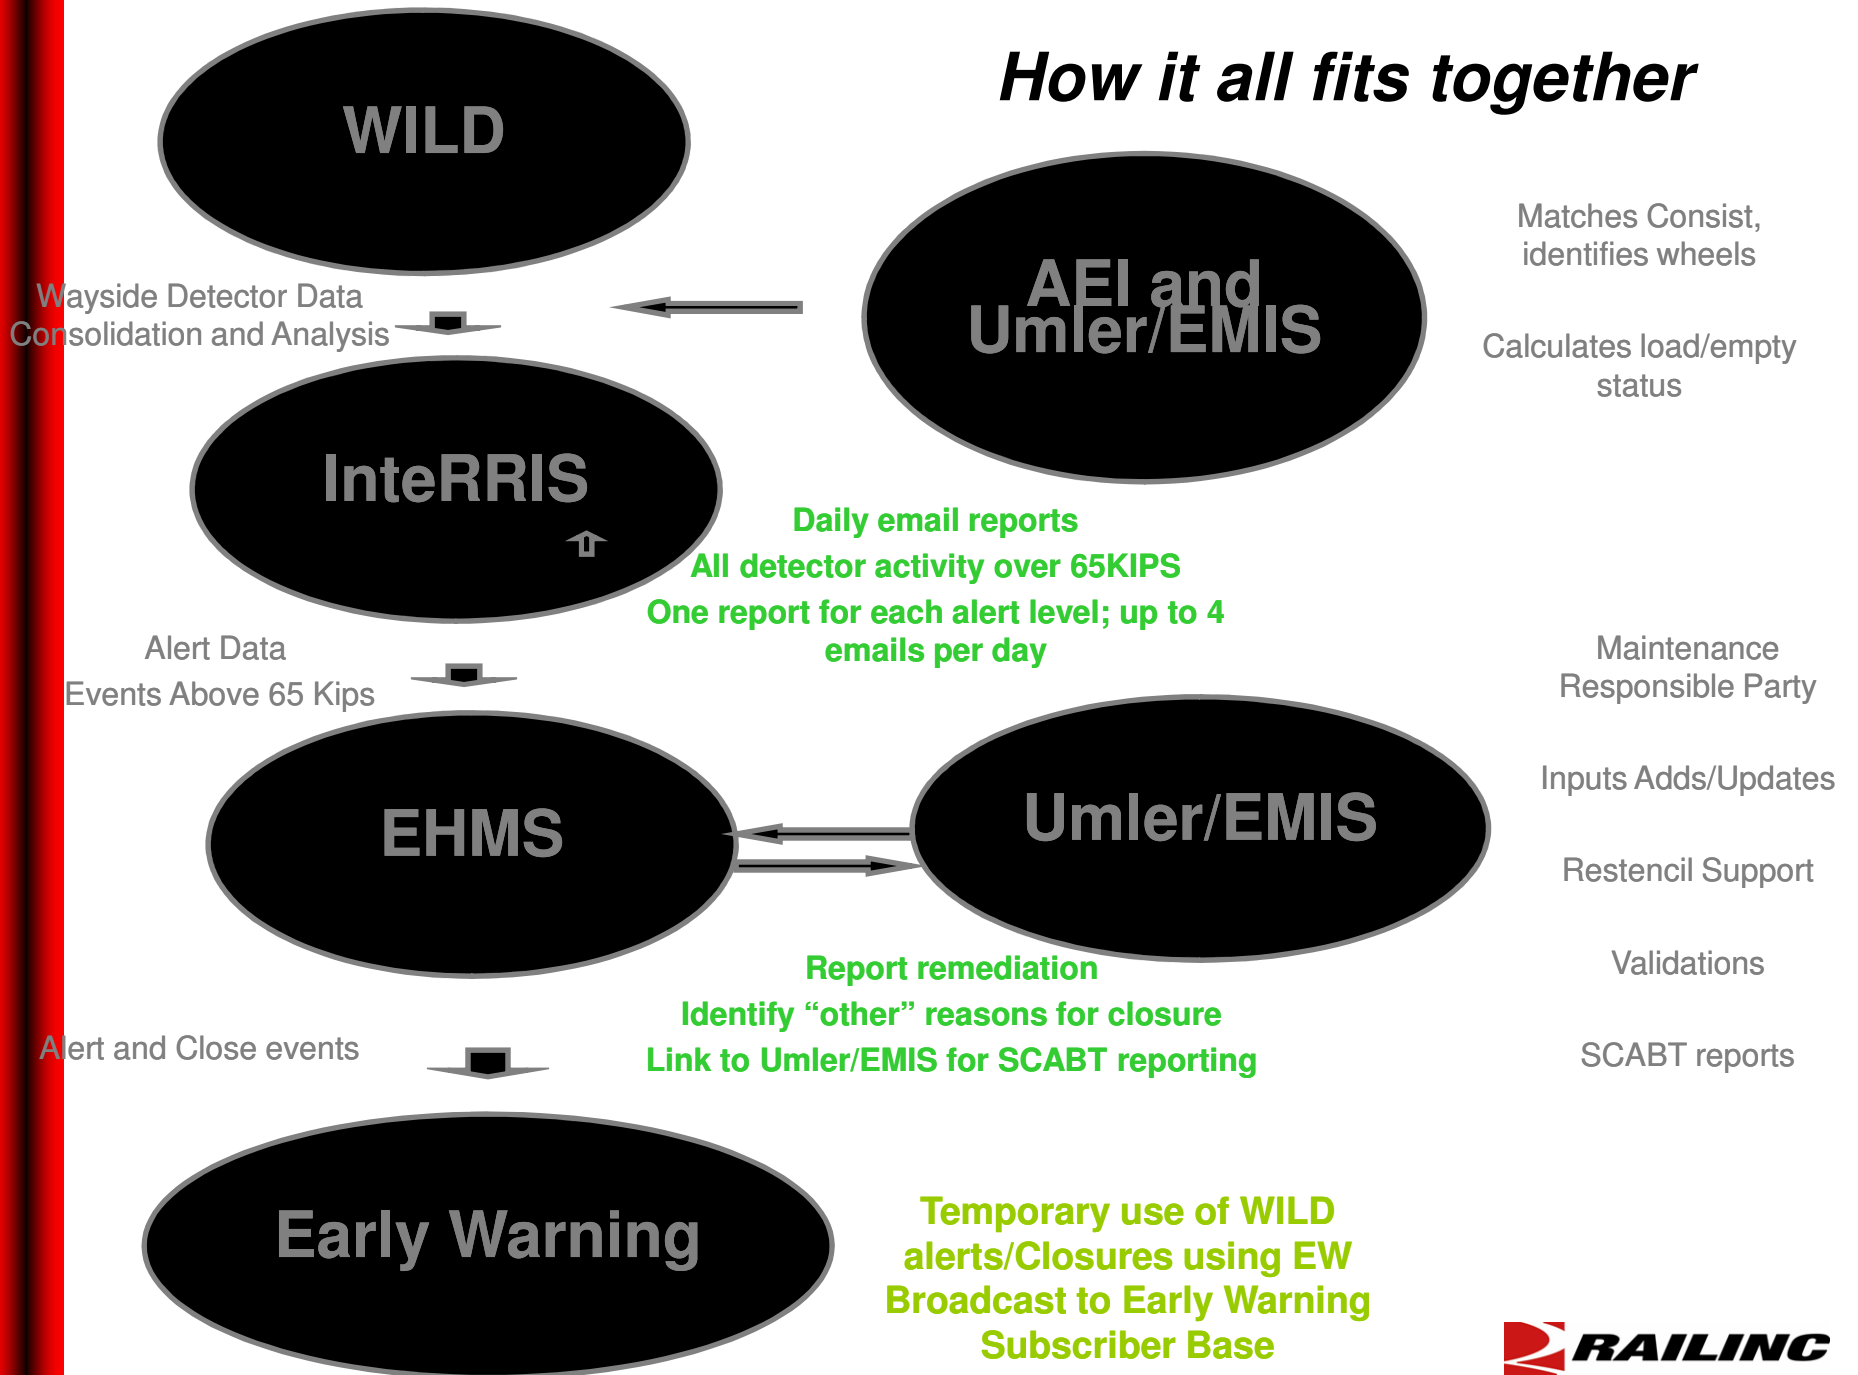 How it all fits together
WILD
AEI and
Umler/EMIS
Matches Consist,
identifies wheels
Calculates load/empty
status
Wayside Detector Data
Consolidation and Analysis
InteRRIS
Daily email reports
All detector activity over 65KIPS
One report for each alert level; up to 4
emails per day
Alert Data
Events Above 65 Kips
EHMS
Umler/EMIS
Maintenance
Responsible Party
Inputs Adds/Updates
Restencil Support
Validations
SCABT reports
Report remediation
Identify “other” reasons for closure
Link to Umler/EMIS for SCABT reporting
Alert and Close events
Early Warning
Temporary use of WILD
alerts/Closures using EW
Broadcast to Early Warning
Subscriber Base
RAILINC